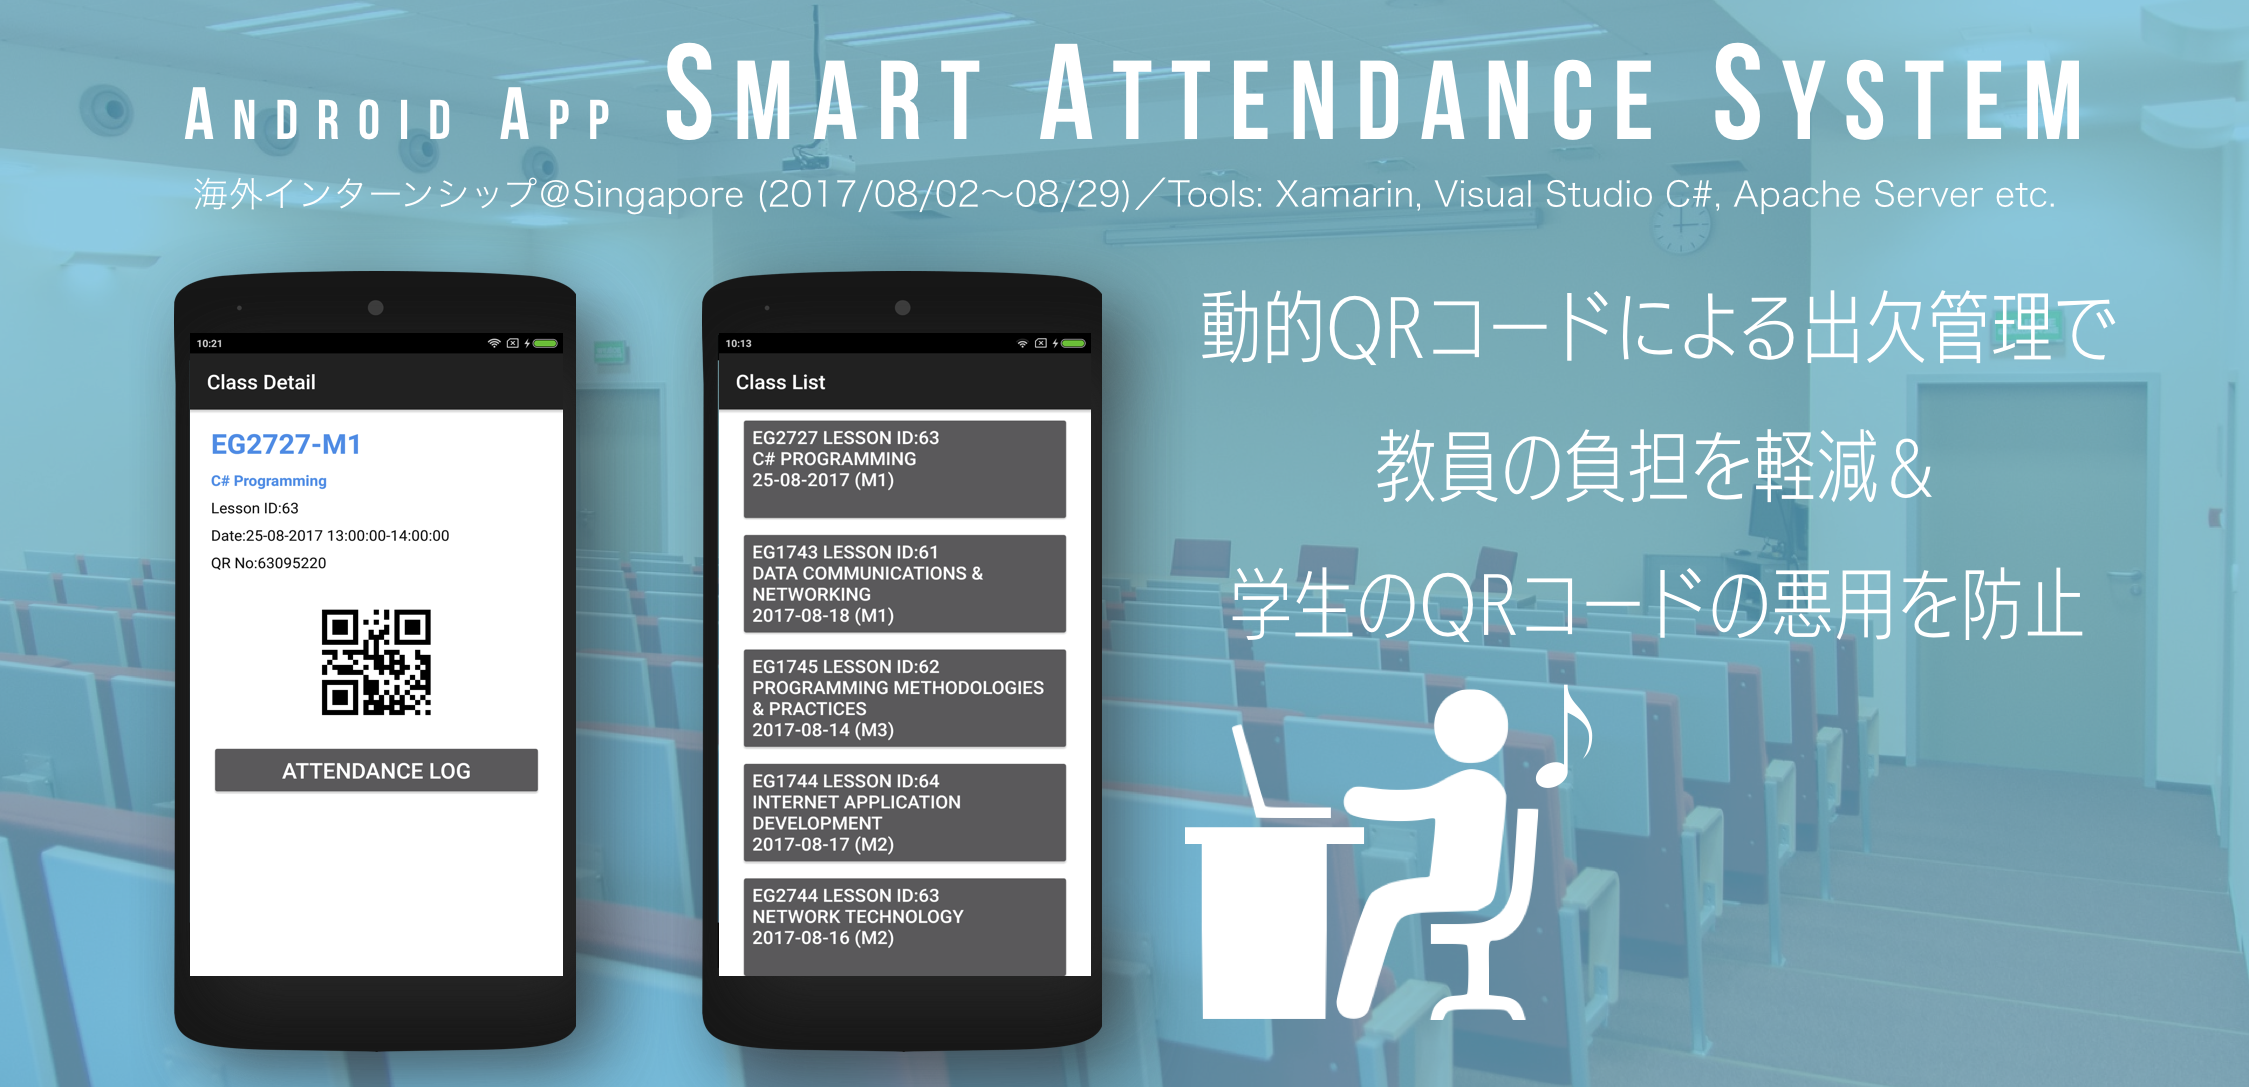 ANDROID APP SMART ATTENDANCE SYSTEM
海外インターンシップ@Singapore (2017/08/02〜08/29)／Tools: Xamarin, Visual Studio C#, Apache Server etc.
10:21
Class Detail
EG2727-M1
C# Programming
Lesson ID:63
Date:25-08-2017 13:00:00-14:00:00
QR No:63095220
ATTENDANCE LOG
10:13
Class List
EG2727 LESSON ID:63
C# PROGRAMMING
25-08-2017 (M1)
EG1743 LESSON ID:61
DATA COMMUNICATIONS &
NETWORKING
2017-08-18 (M1)
EG1745 LESSON ID:62
PROGRAMMING METHODOLOGIES
& PRACTICES
2017-08-14 (M3)
EG1744 LESSON ID:64
INTERNET APPLICATION
DEVELOPMENT
2017-08-17 (M2)
EG2744 LESSON ID:63
NETWORK TECHNOLOGY
2017-08-16 (M2)
動的QRコードによる出欠管理で
教員の負担を軽減＆
学生のQRコードの悪用を防止